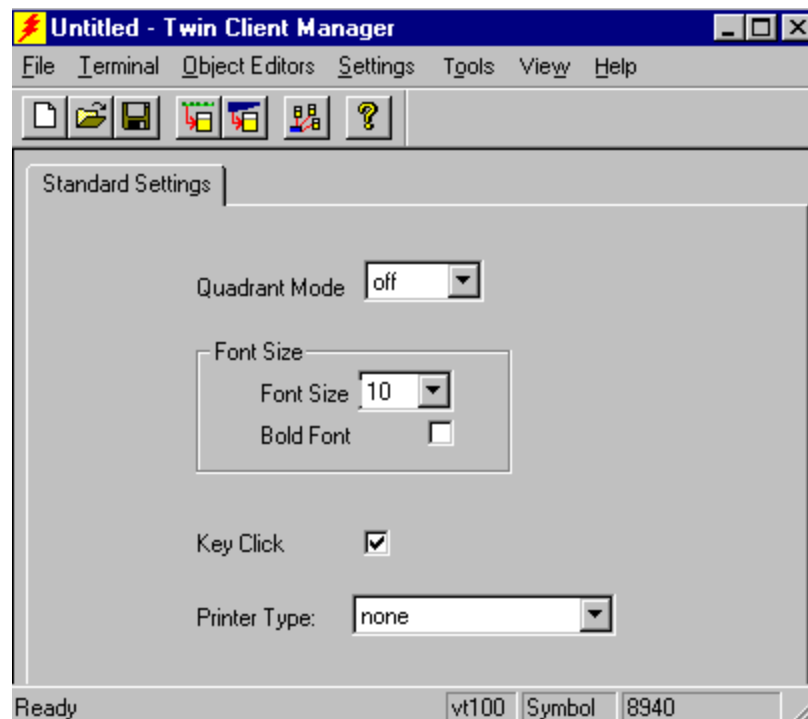 Untitled - Twin Client Manager
File Terminal Object Editors Settings Tools View Help
Standard Settings
Quadrant Mode off
Font Size
Font Size 10
Bold Font
Key Click
Printer Type: none
Ready vt100 Symbol 8940